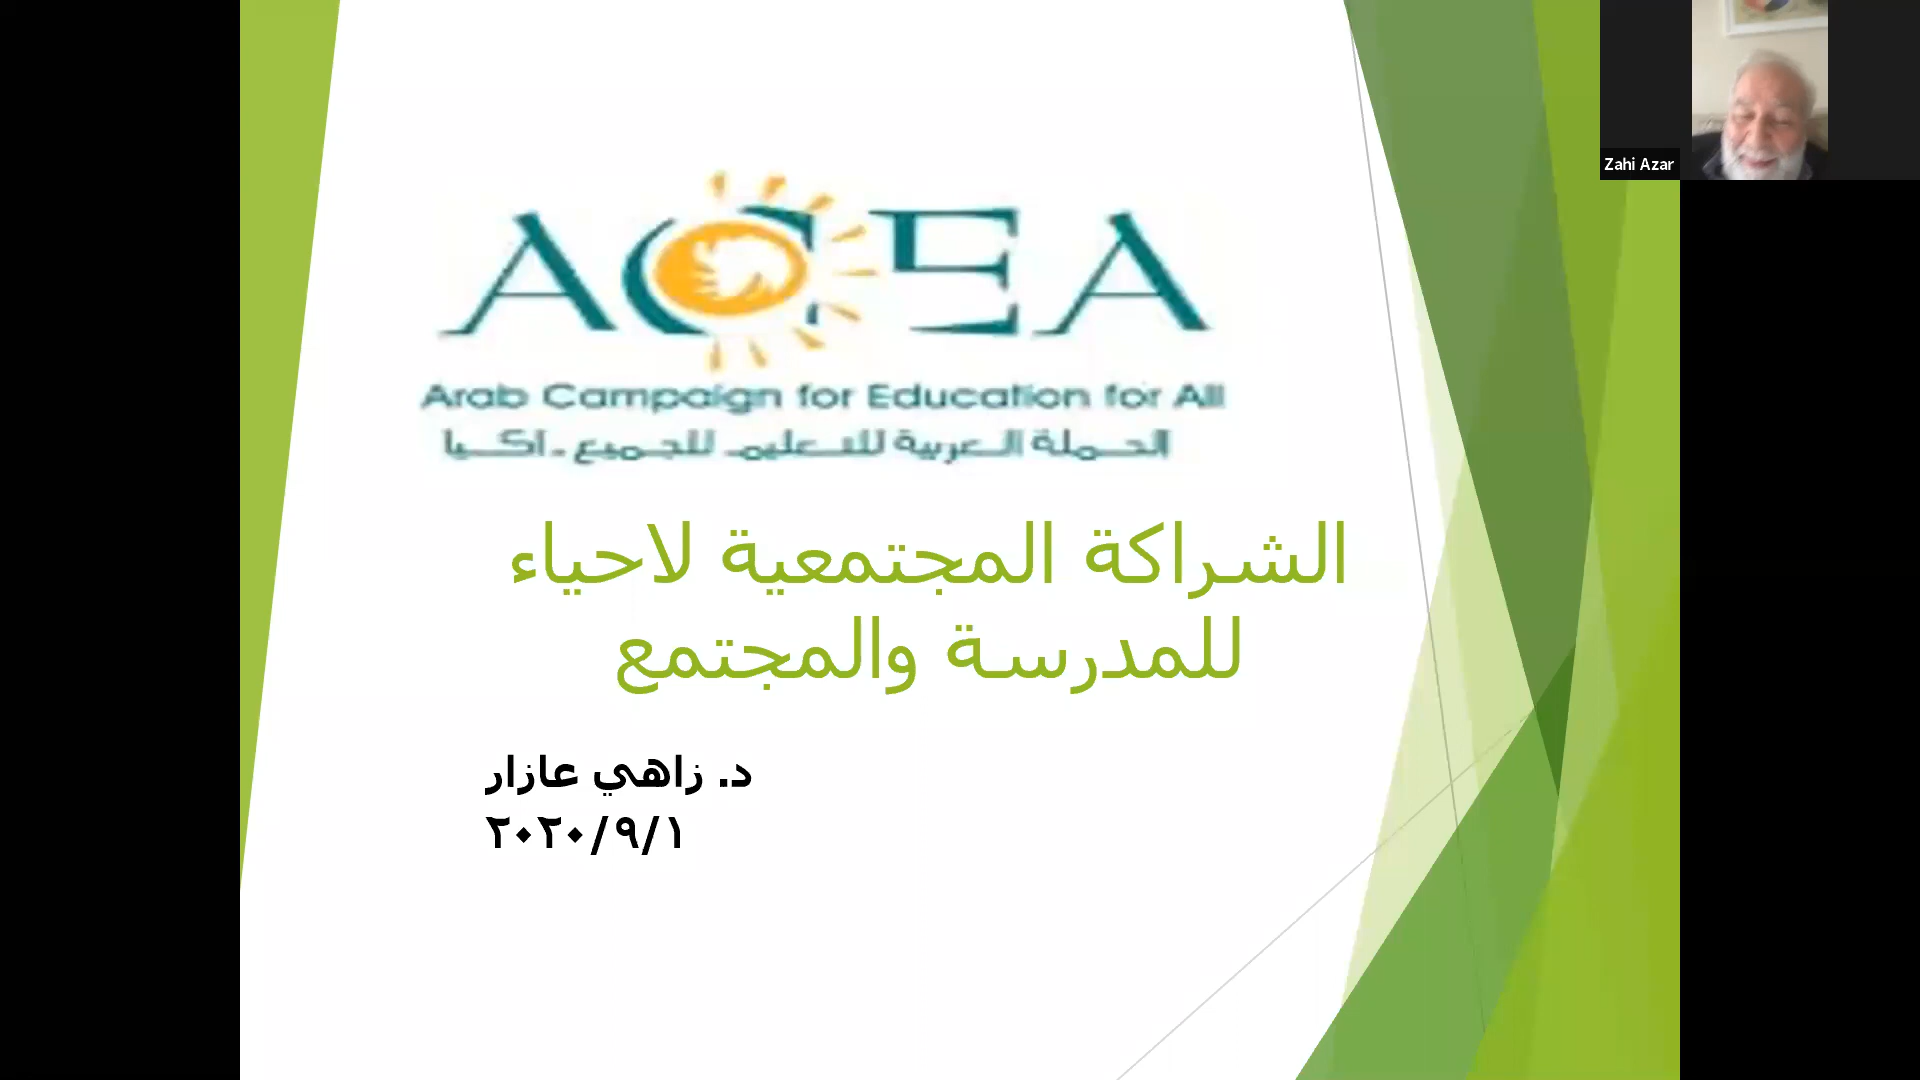 Zahi Azar
ACEA
Arab Campaign for Education for All
الحملة العربية للتعليم للجميع - آكيا
الشراكة المجتمعية لاحياء
للمدرسة والمجتمع
د. زاهي عازار
٢٠٢٠/٩/١